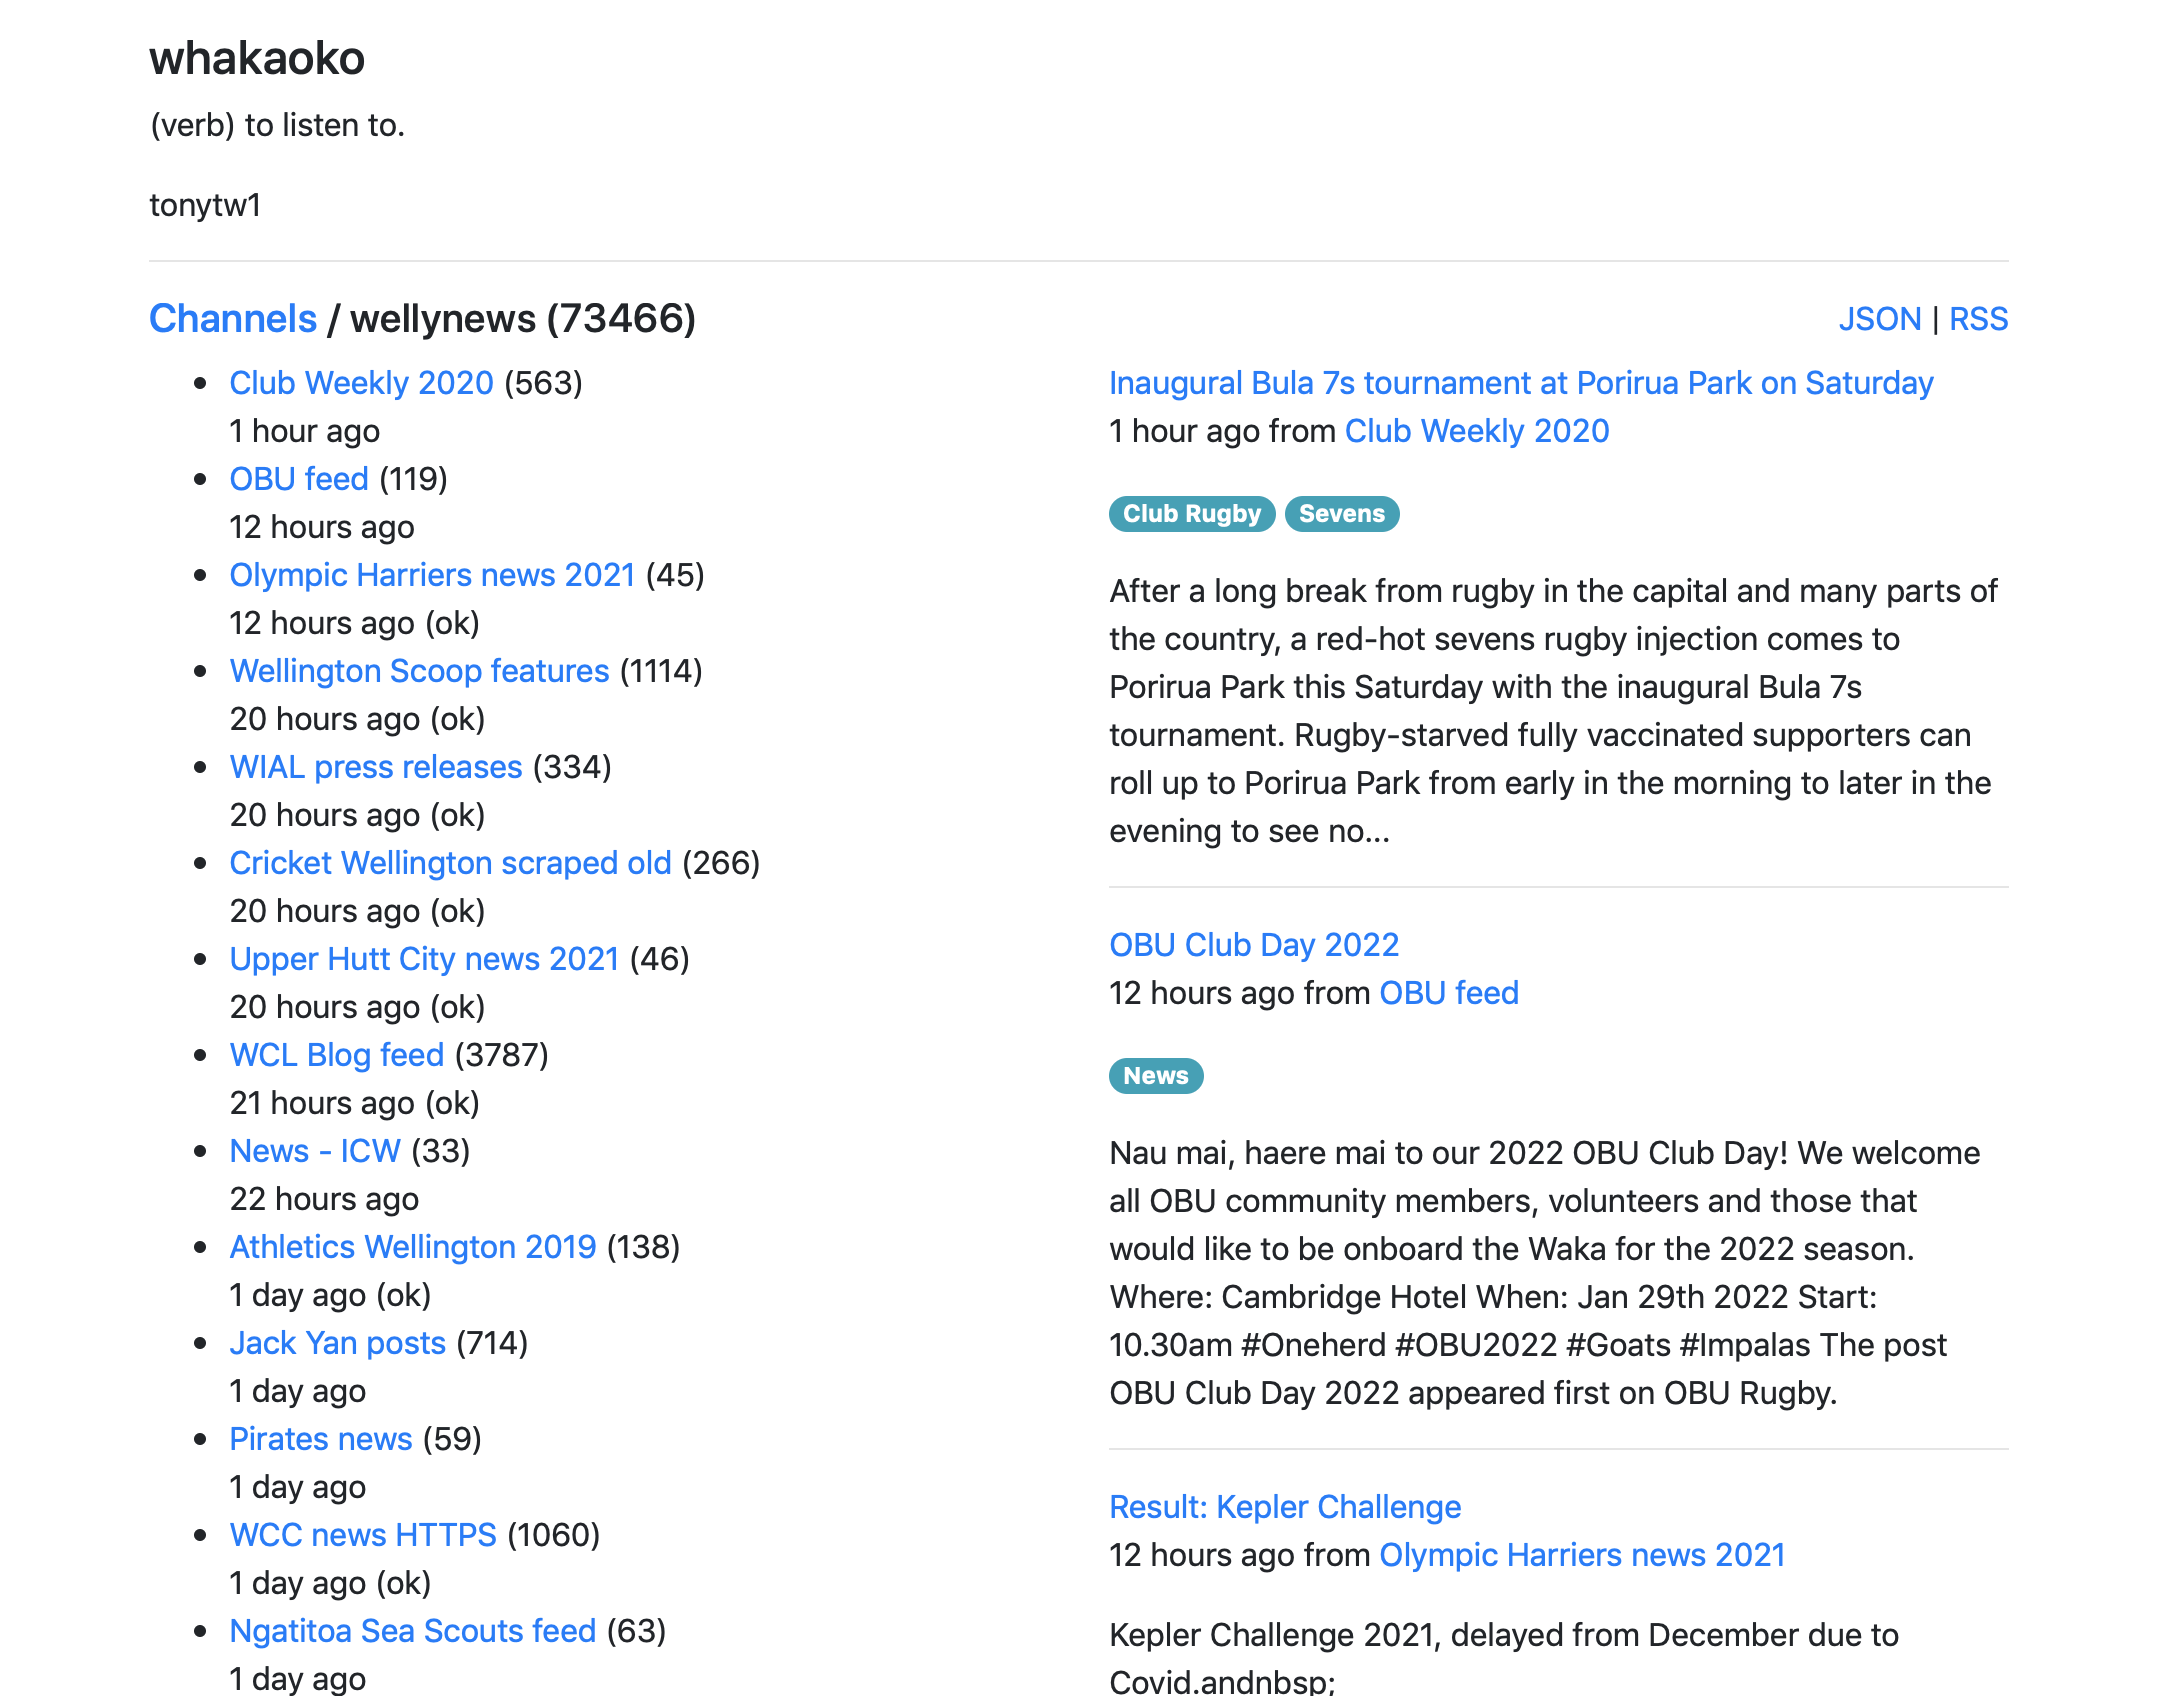 whakaoko
(verb) to listen to.
tonytw1
Channels / wellynews (73466)
JSON | RSS
Club Weekly 2020 (563)
1 hour ago
OBU feed (119)
12 hours ago
Olympic Harriers news 2021 (45)
12 hours ago (ok)
Wellington Scoop features (1114)
20 hours ago (ok)
WIAL press releases (334)
20 hours ago (ok)
Cricket Wellington scraped old (266)
20 hours ago (ok)
Upper Hutt City news 2021 (46)
20 hours ago (ok)
WCL Blog feed (3787)
21 hours ago (ok)
News - ICW (33)
22 hours ago
Athletics Wellington 2019 (138)
1 day ago (ok)
Jack Yan posts (714)
1 day ago
Pirates news (59)
1 day ago
WCC news HTTPS (1060)
1 day ago (ok)
Ngatitoa Sea Scouts feed (63)
1 day ago
Inaugural Bula 7s tournament at Porirua Park on Saturday
1 hour ago from Club Weekly 2020
Club Rugby Sevens
After a long break from rugby in the capital and many parts of
the country, a red-hot sevens rugby injection comes to
Porirua Park this Saturday with the inaugural Bula 7s
tournament. Rugby-starved fully vaccinated supporters can
roll up to Porirua Park from early in the morning to later in the
evening to see no...
OBU Club Day 2022
12 hours ago from OBU feed
News
Nau mai, haere mai to our 2022 OBU Club Day! We welcome
all OBU community members, volunteers and those that
would like to be onboard the Waka for the 2022 season.
Where: Cambridge Hotel When: Jan 29th 2022 Start:
10.30am #Oneherd #OBU2022 #Goats #Impalas The post
OBU Club Day 2022 appeared first on OBU Rugby.
Result: Kepler Challenge
12 hours ago from Olympic Harriers news 2021
Kepler Challenge 2021, delayed from December due to
Covid.andnbsp;